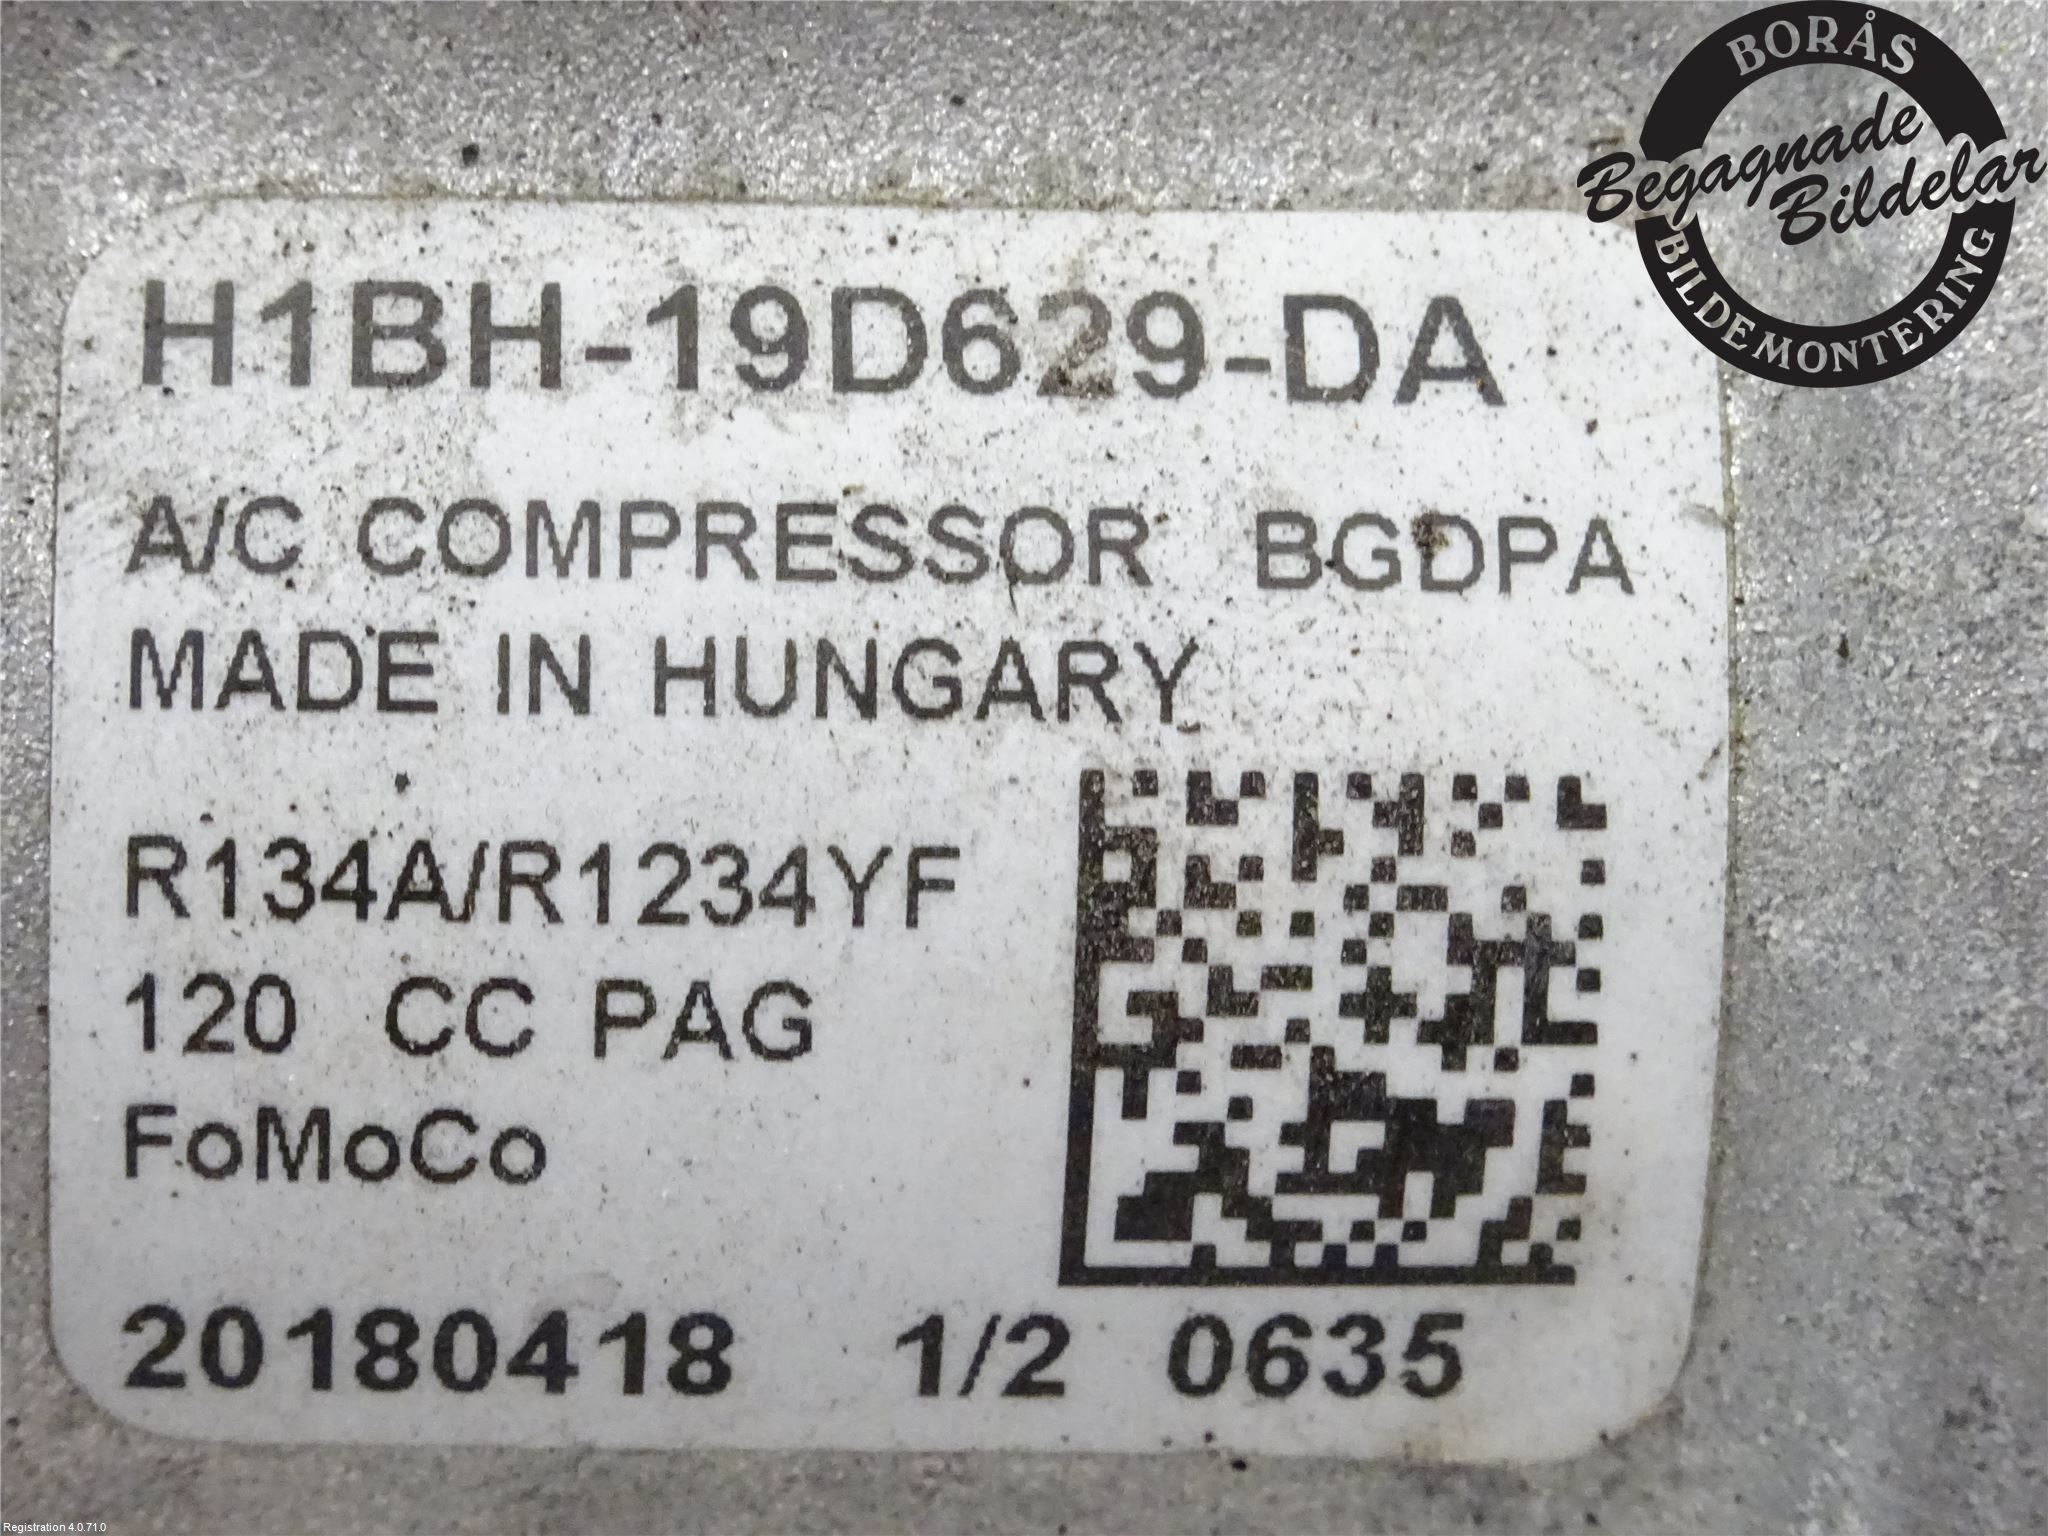 BORÅS
Begagnade
Bildelar
BILDEMONTERING
H1BH-19D629-DA
A/C COMPRESSOR BGDPA
MADE IN HUNGARY
R134A/R1234YF
120 CC PAG
FoMoCo
20180418 1/2 0635
Registration 4.0.71.0